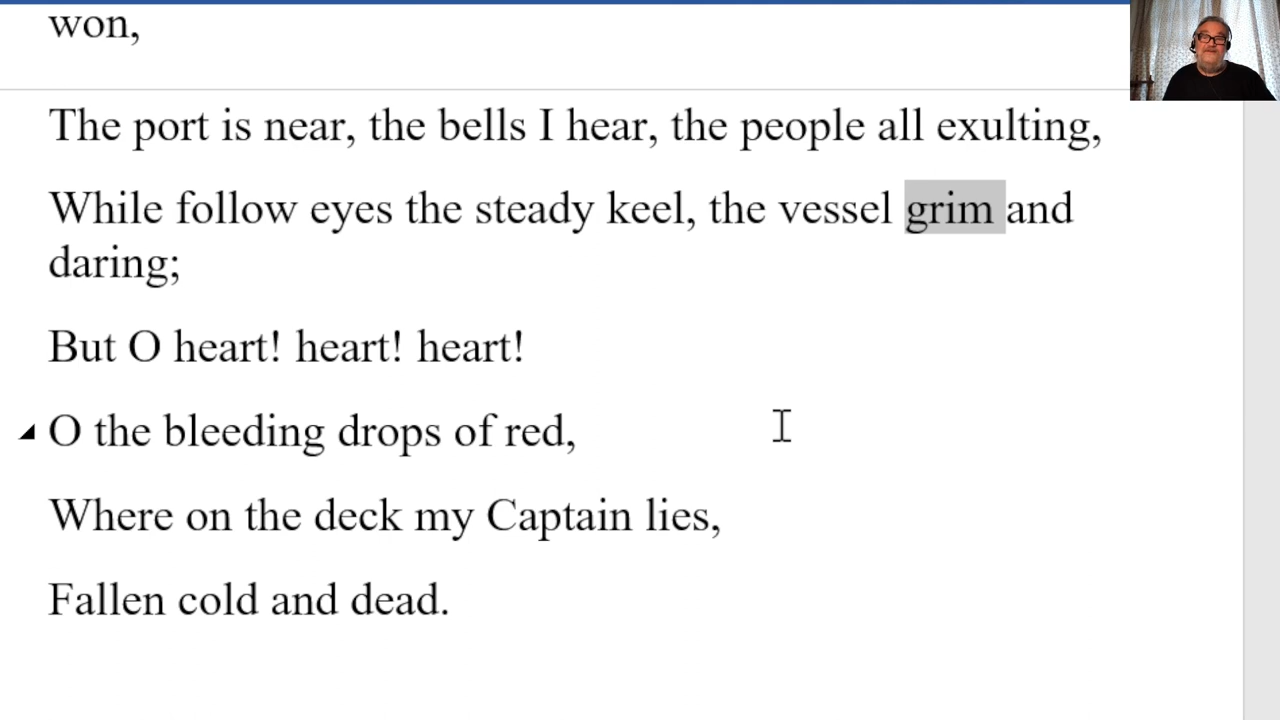 won,
The port is near, the bells I hear, the people all exulting,
While follow eyes the steady keel, the vessel grim and
daring;
But O heart! heart! heart!
O the bleeding drops of red,
Where on the deck my Captain lies,
Fallen cold and dead.